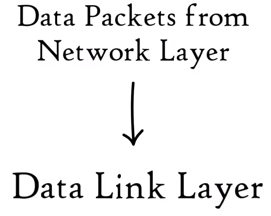 Data Packets from
Network Layer
Data Link Layer